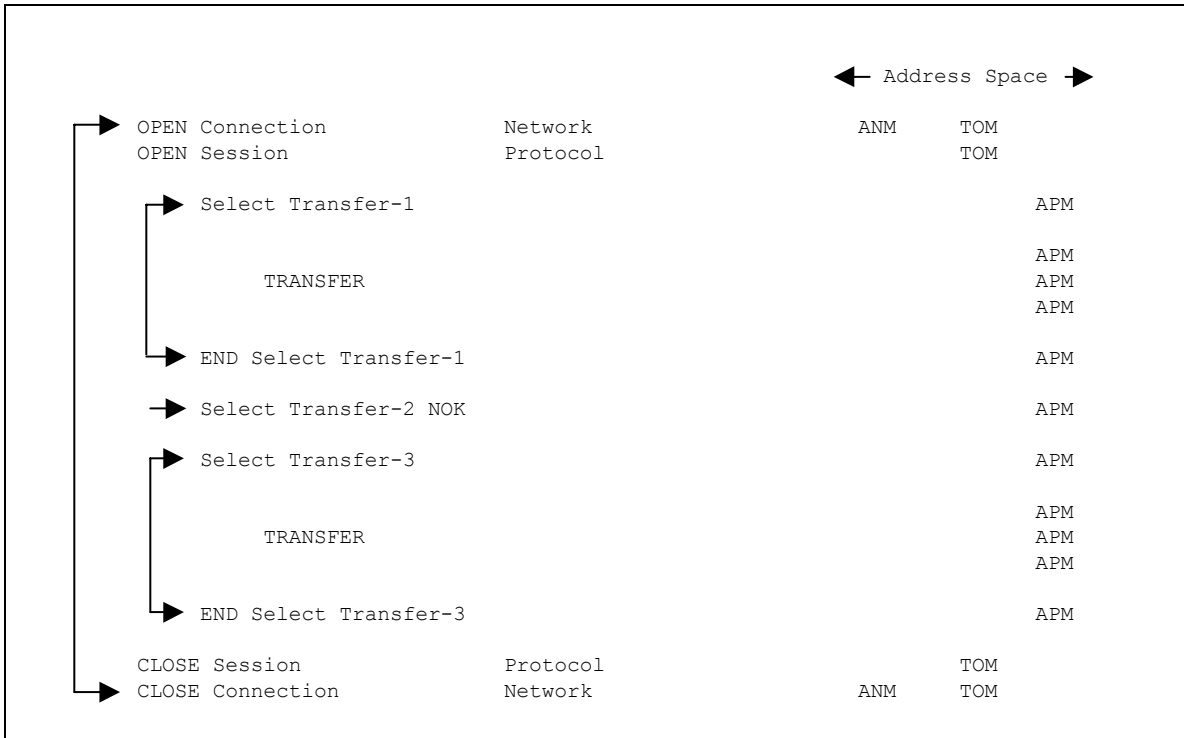 Address Space
OPEN Connection Network ANM TOM
OPEN Session Protocol TOM
Select Transfer-1 APM
APM
TRANSFER APM
APM
END Select Transfer-1 APM
Select Transfer-2 NOK APM
Select Transfer-3 APM
APM
TRANSFER APM
APM
END Select Transfer-3 APM
CLOSE Session Protocol TOM
CLOSE Connection Network ANM TOM